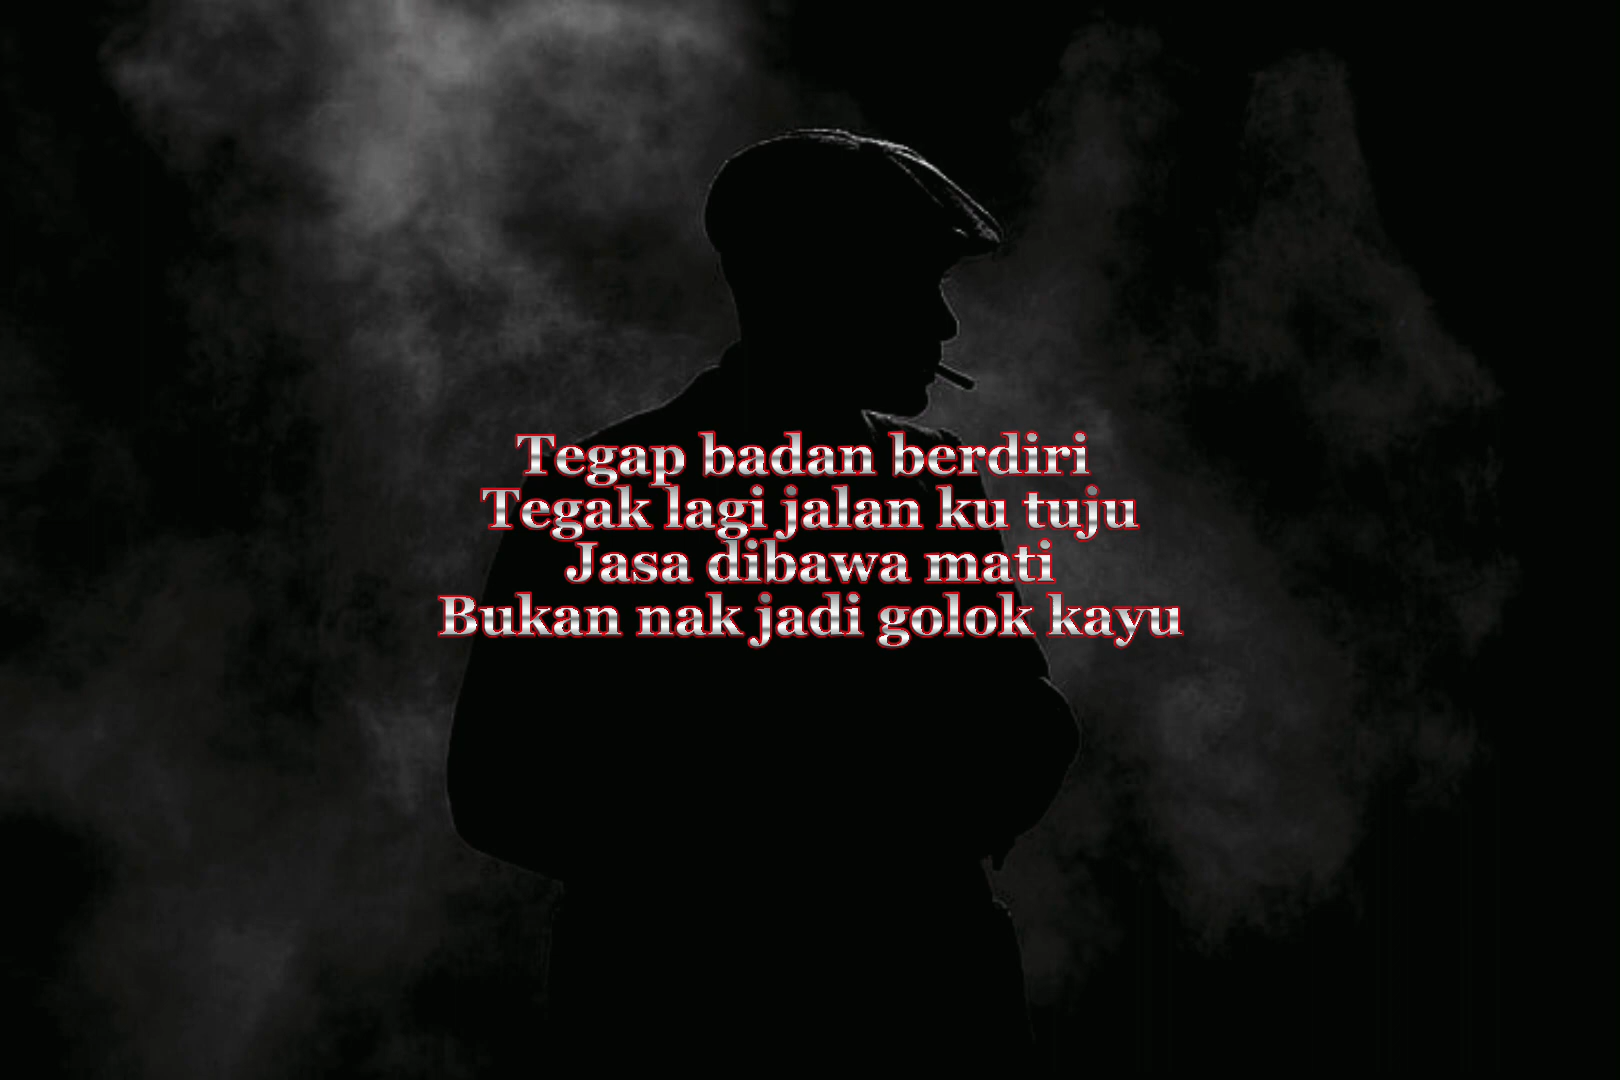 Tegap badan berdiri
Tegak lagi jalan ku tuju
Jasa dibawa mati
Bukan nak jadi golok kayu